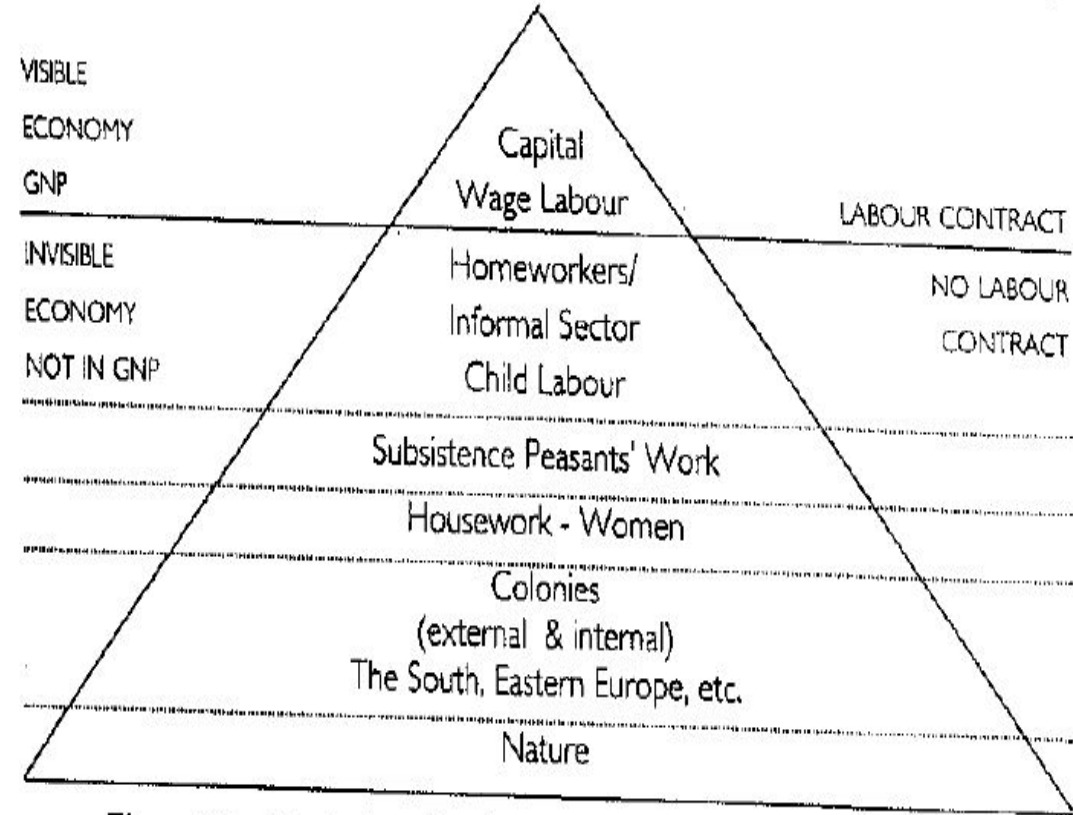 VISIBLE
ECONOMY
GNP
Capital
Wage Labour
LABOUR CONTRACT
INVISIBLE
ECONOMY
NOT IN GNP
Homeworkers/
Informal Sector
Child Labour
NO LABOUR
CONTRACT
Subsistence Peasants' Work
Housework - Women
Colonies
(external & internal)
The South, Eastern Europe, etc.
Nature